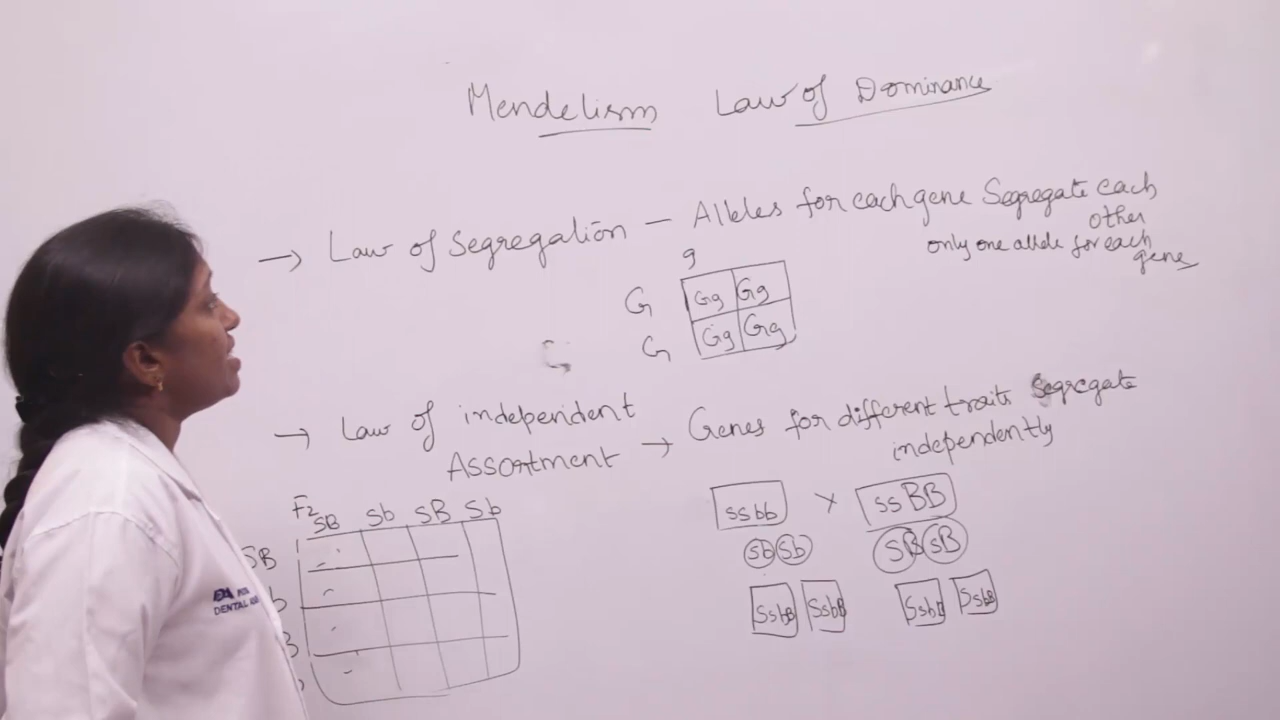 Mendelism Law of Dominance
→ Law of Segregation — Alleles for each gene Segregate each
other
only one allele for each
gene
g
G Gg Gg
G Gg Gg
G
→ Law of independent
Assortment → Genes for different traits Segregate
independently
ssbb × ssBB
Sb Sb SB SB
SsbB SsbB SsbB SsbB
F2
SB Sb SB Sb
SB
b
B
DENTAL